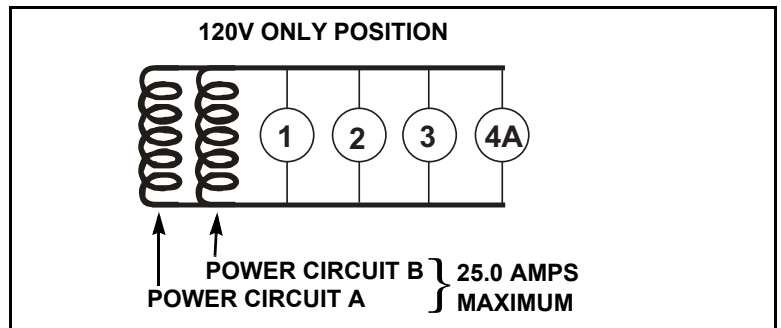 120V ONLY POSITION
1 2 3 4A
POWER CIRCUIT B
POWER CIRCUIT A
25.0 AMPS
MAXIMUM